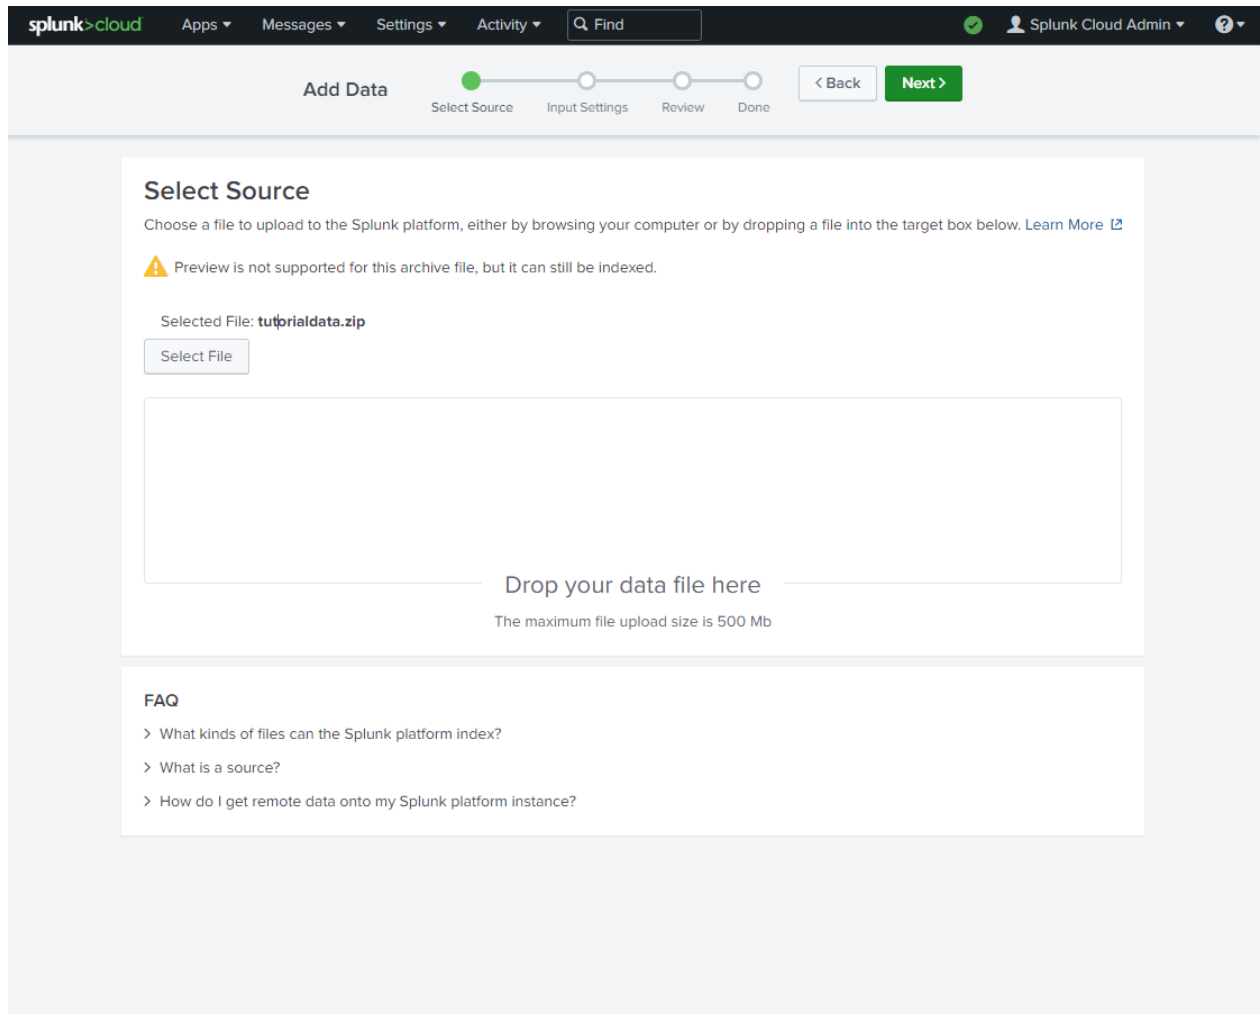 splunk>cloud Apps Messages Settings Activity Find Splunk Cloud Admin ?
Add Data
Select Source Input Settings Review Done
< Back Next >
Select Source
Choose a file to upload to the Splunk platform, either by browsing your computer or by dropping a file into the target box below. Learn More
Preview is not supported for this archive file, but it can still be indexed.
Selected File: tutorialdata.zip
Select File
Drop your data file here
The maximum file upload size is 500 Mb
FAQ
> What kinds of files can the Splunk platform index?
> What is a source?
> How do I get remote data onto my Splunk platform instance?